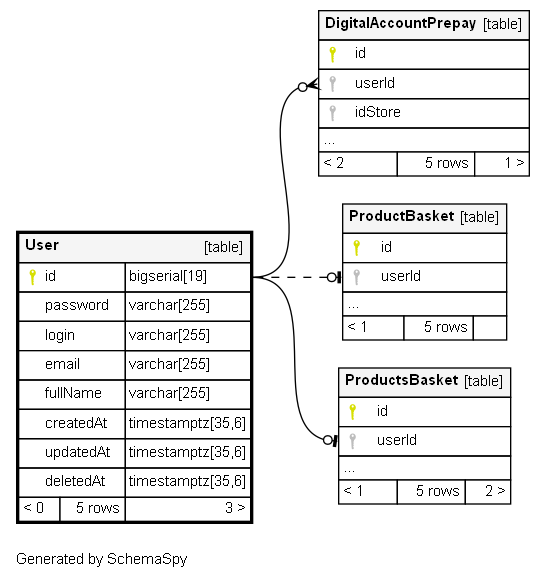 DigitalAccountPrepay [table]
id
userId
idStore
...
< 2 5 rows 1 >
ProductBasket [table]
id
userId
...
< 1 5 rows
User [table]
id bigserial[19]
password varchar[255]
login varchar[255]
email varchar[255]
fullName varchar[255]
createdAt timestamptz[35,6]
updatedAt timestamptz[35,6]
deletedAt timestamptz[35,6]
< 0 5 rows 3 >
ProductsBasket [table]
id
userId
...
< 1 5 rows 2 >
Generated by SchemaSpy